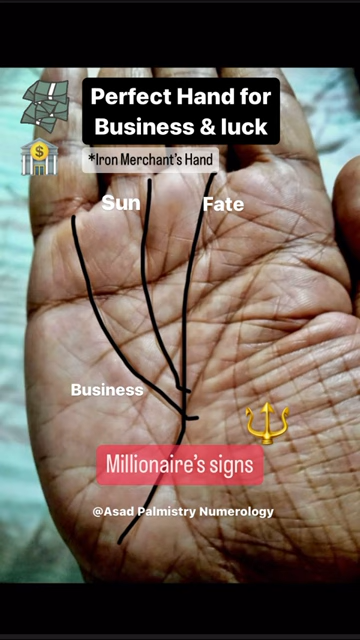 Perfect Hand for
Business & luck
*Iron Merchant's Hand
Sun
Fate
Business
Millionaire's signs
@Asad Palmistry Numerology